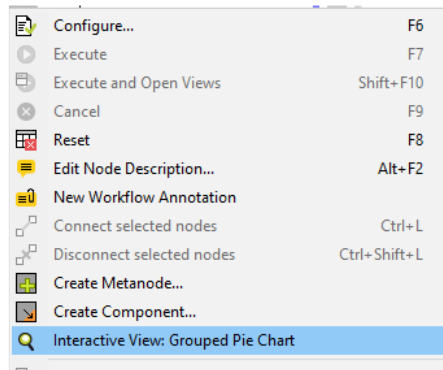 Configure... F6
Execute F7
Execute and Open Views Shift+F10
Cancel F9
Reset F8
Edit Node Description... Alt+F2
New Workflow Annotation
Connect selected nodes Ctrl+L
Disconnect selected nodes Ctrl+Shift+L
Create Metanode...
Create Component...
Interactive View: Grouped Pie Chart